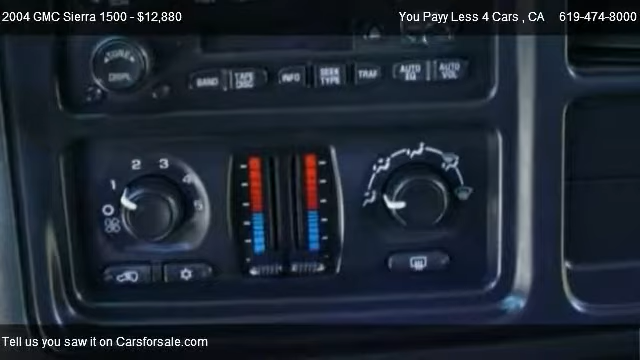 2004 GMC Sierra 1500 - $12,880
You Payy Less 4 Cars , CA 619-474-8000
BAND TAPE DISC INFO SEEK TYPE TRAF AUTO EQ AUTO VOL
1 2 3 4 5
Tell us you saw it on Carsforsale.com